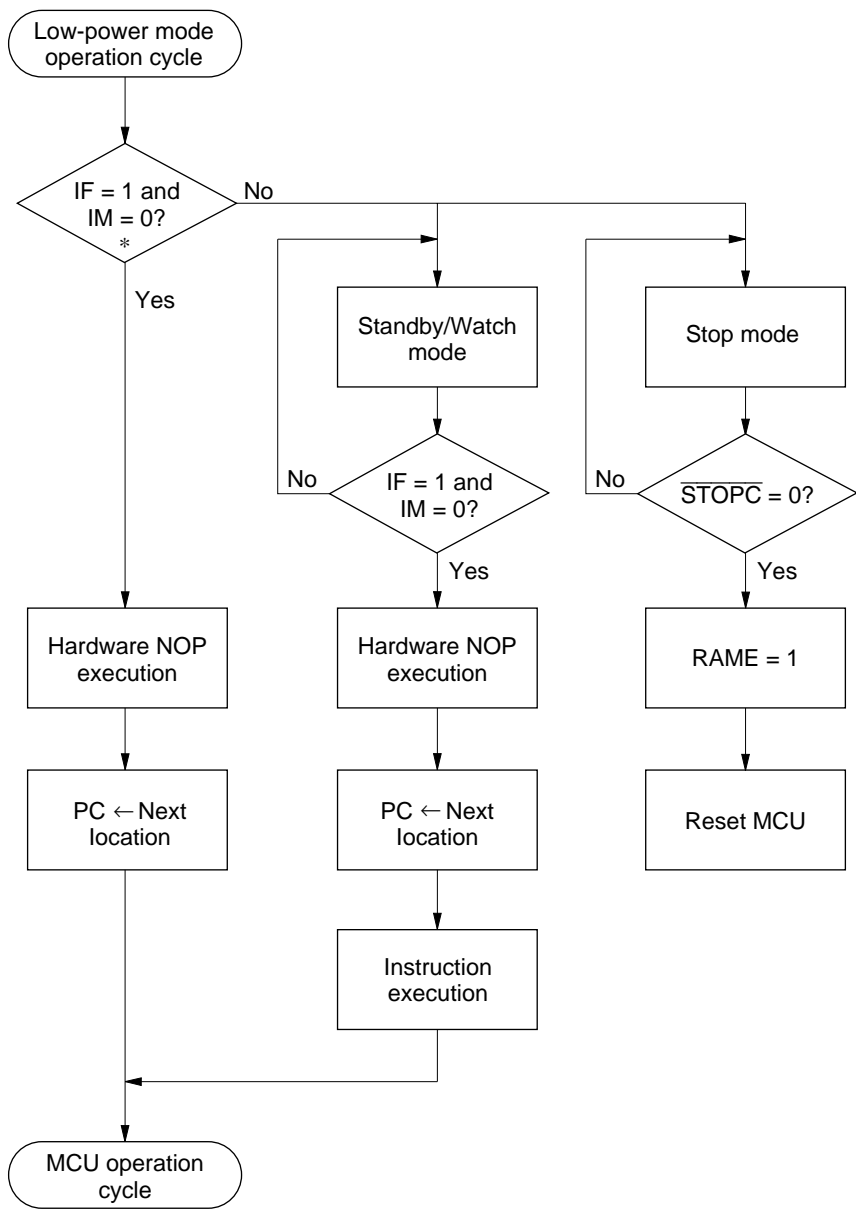 Low-power mode
operation cycle
IF = 1 and
IM = 0?
*
No
Yes
Standby/Watch
mode
Stop mode
No
IF = 1 and
IM = 0?
Yes
No
S̅T̅O̅P̅C̅ = 0?
Yes
Hardware NOP
execution
Hardware NOP
execution
RAME = 1
PC ← Next
location
PC ← Next
location
Reset MCU
Instruction
execution
MCU operation
cycle